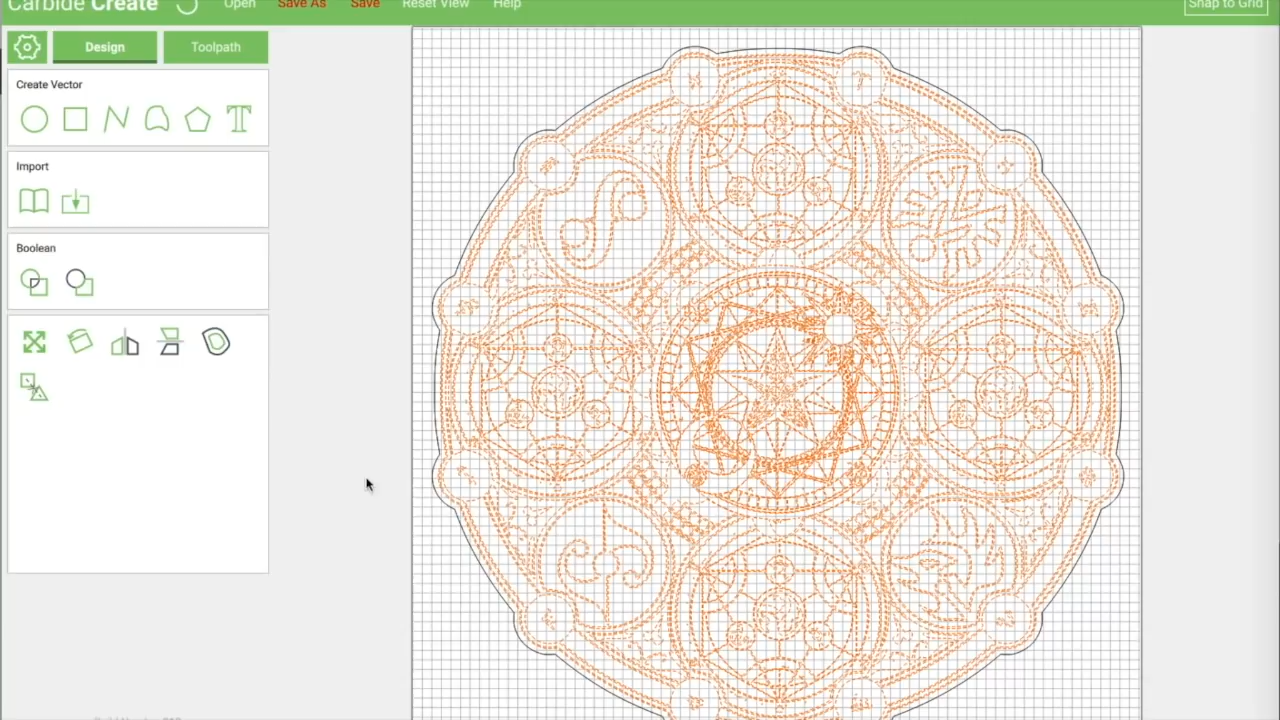 Carbide Create Open Save As Save Reset View Help Snap to Grid
Design Toolpath
Create Vector
Import
Boolean